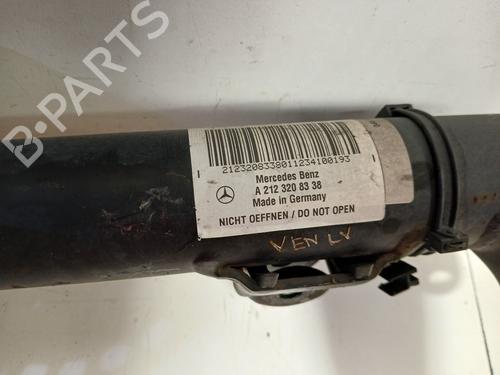 B-PARTS
2123208338011234100193
Mercedes Benz
A 212 320 83 38
Made in Germany
NICHT OEFFNEN / DO NOT OPEN
VEN LV